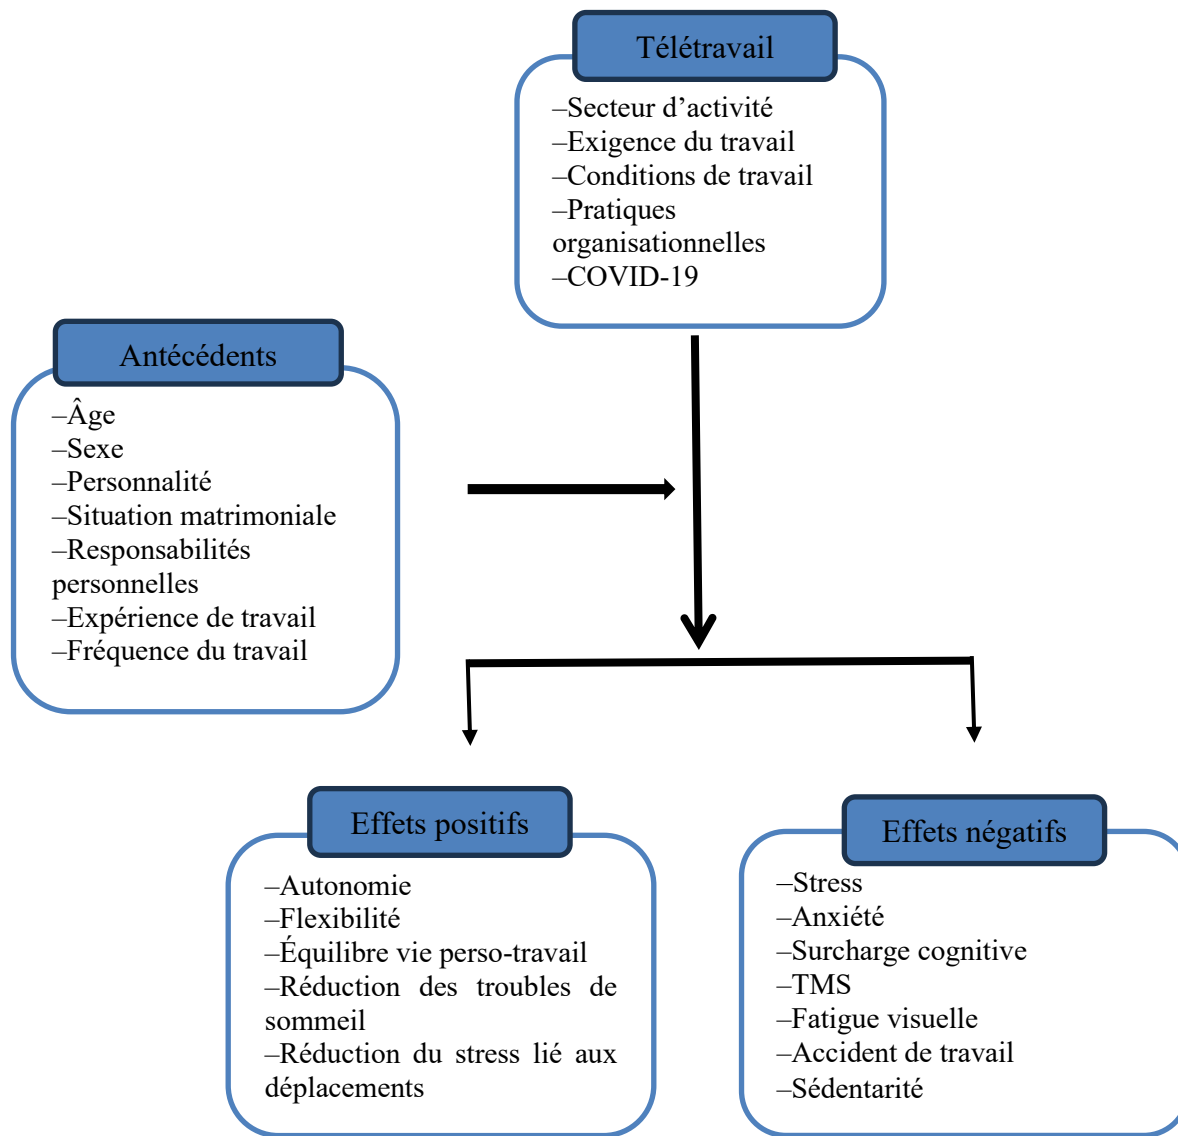 Télétravail
–Secteur d’activité
–Exigence du travail
–Conditions de travail
–Pratiques
organisationnelles
–COVID-19
Antécédents
–Âge
–Sexe
–Personnalité
–Situation matrimoniale
–Responsabilités
personnelles
–Expérience de travail
–Fréquence du travail
Effets positifs
–Autonomie
–Flexibilité
–Équilibre vie perso-travail
–Réduction des troubles de
sommeil
–Réduction du stress lié aux
déplacements
Effets négatifs
–Stress
–Anxiété
–Surcharge cognitive
–TMS
–Fatigue visuelle
–Accident de travail
–Sédentarité